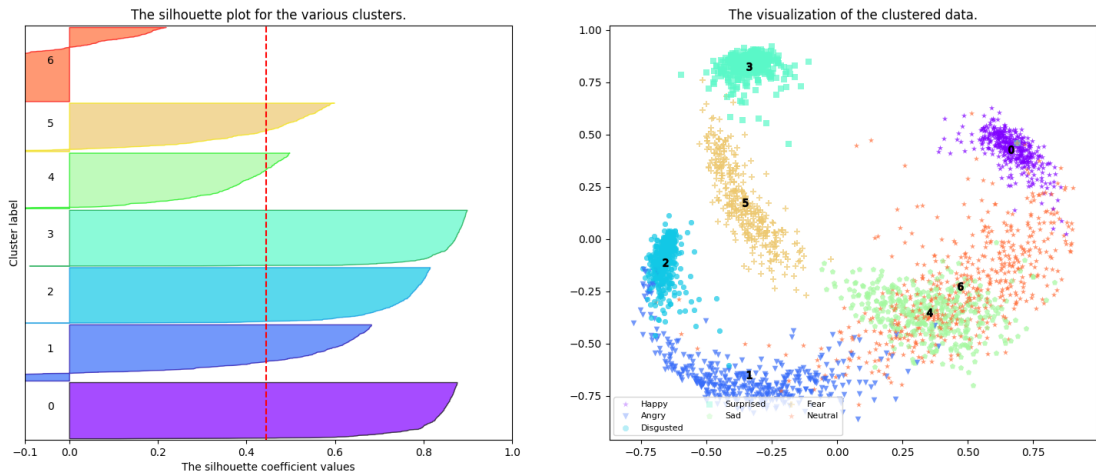 The silhouette plot for the various clusters.
6
5
4
3
2
1
0
Cluster label
−0.1 0.0 0.2 0.4 0.6 0.8 1.0
The silhouette coefficient values
The visualization of the clustered data.
1.00
0.75
0.50
0.25
0.00
−0.25
−0.50
−0.75
3
0
5
2
6
4
1
Happy Surprised Fear
Angry Sad Neutral
Disgusted
−0.75 −0.50 −0.25 0.00 0.25 0.50 0.75